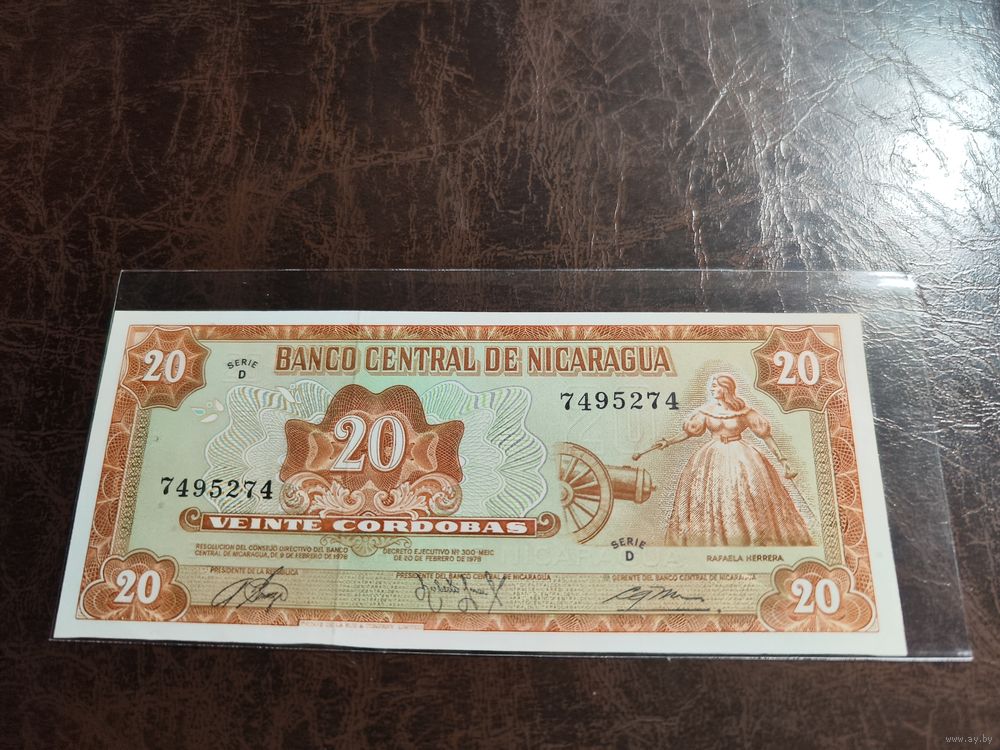 20
SERIE
D
BANCO CENTRAL DE NICARAGUA
20
7495274
20
7495274
VEINTE CORDOBAS
RESOLUCION DEL CONSEJO DIRECTIVO DEL BANCO
CENTRAL DE NICARAGUA, DE 9 DE FEBRERO DE 1978
DECRETO EJECUTIVO Nº 300-MEIC
DE 20 DE FEBRERO DE 1978
SERIE
D
RAFAELA HERRERA
20
PRESIDENTE DE LA REPUBLICA
PRESIDENTE DEL BANCO CENTRAL DE NICARAGUA
GERENTE DEL BANCO CENTRAL DE NICARAGUA
20
www.ay.by